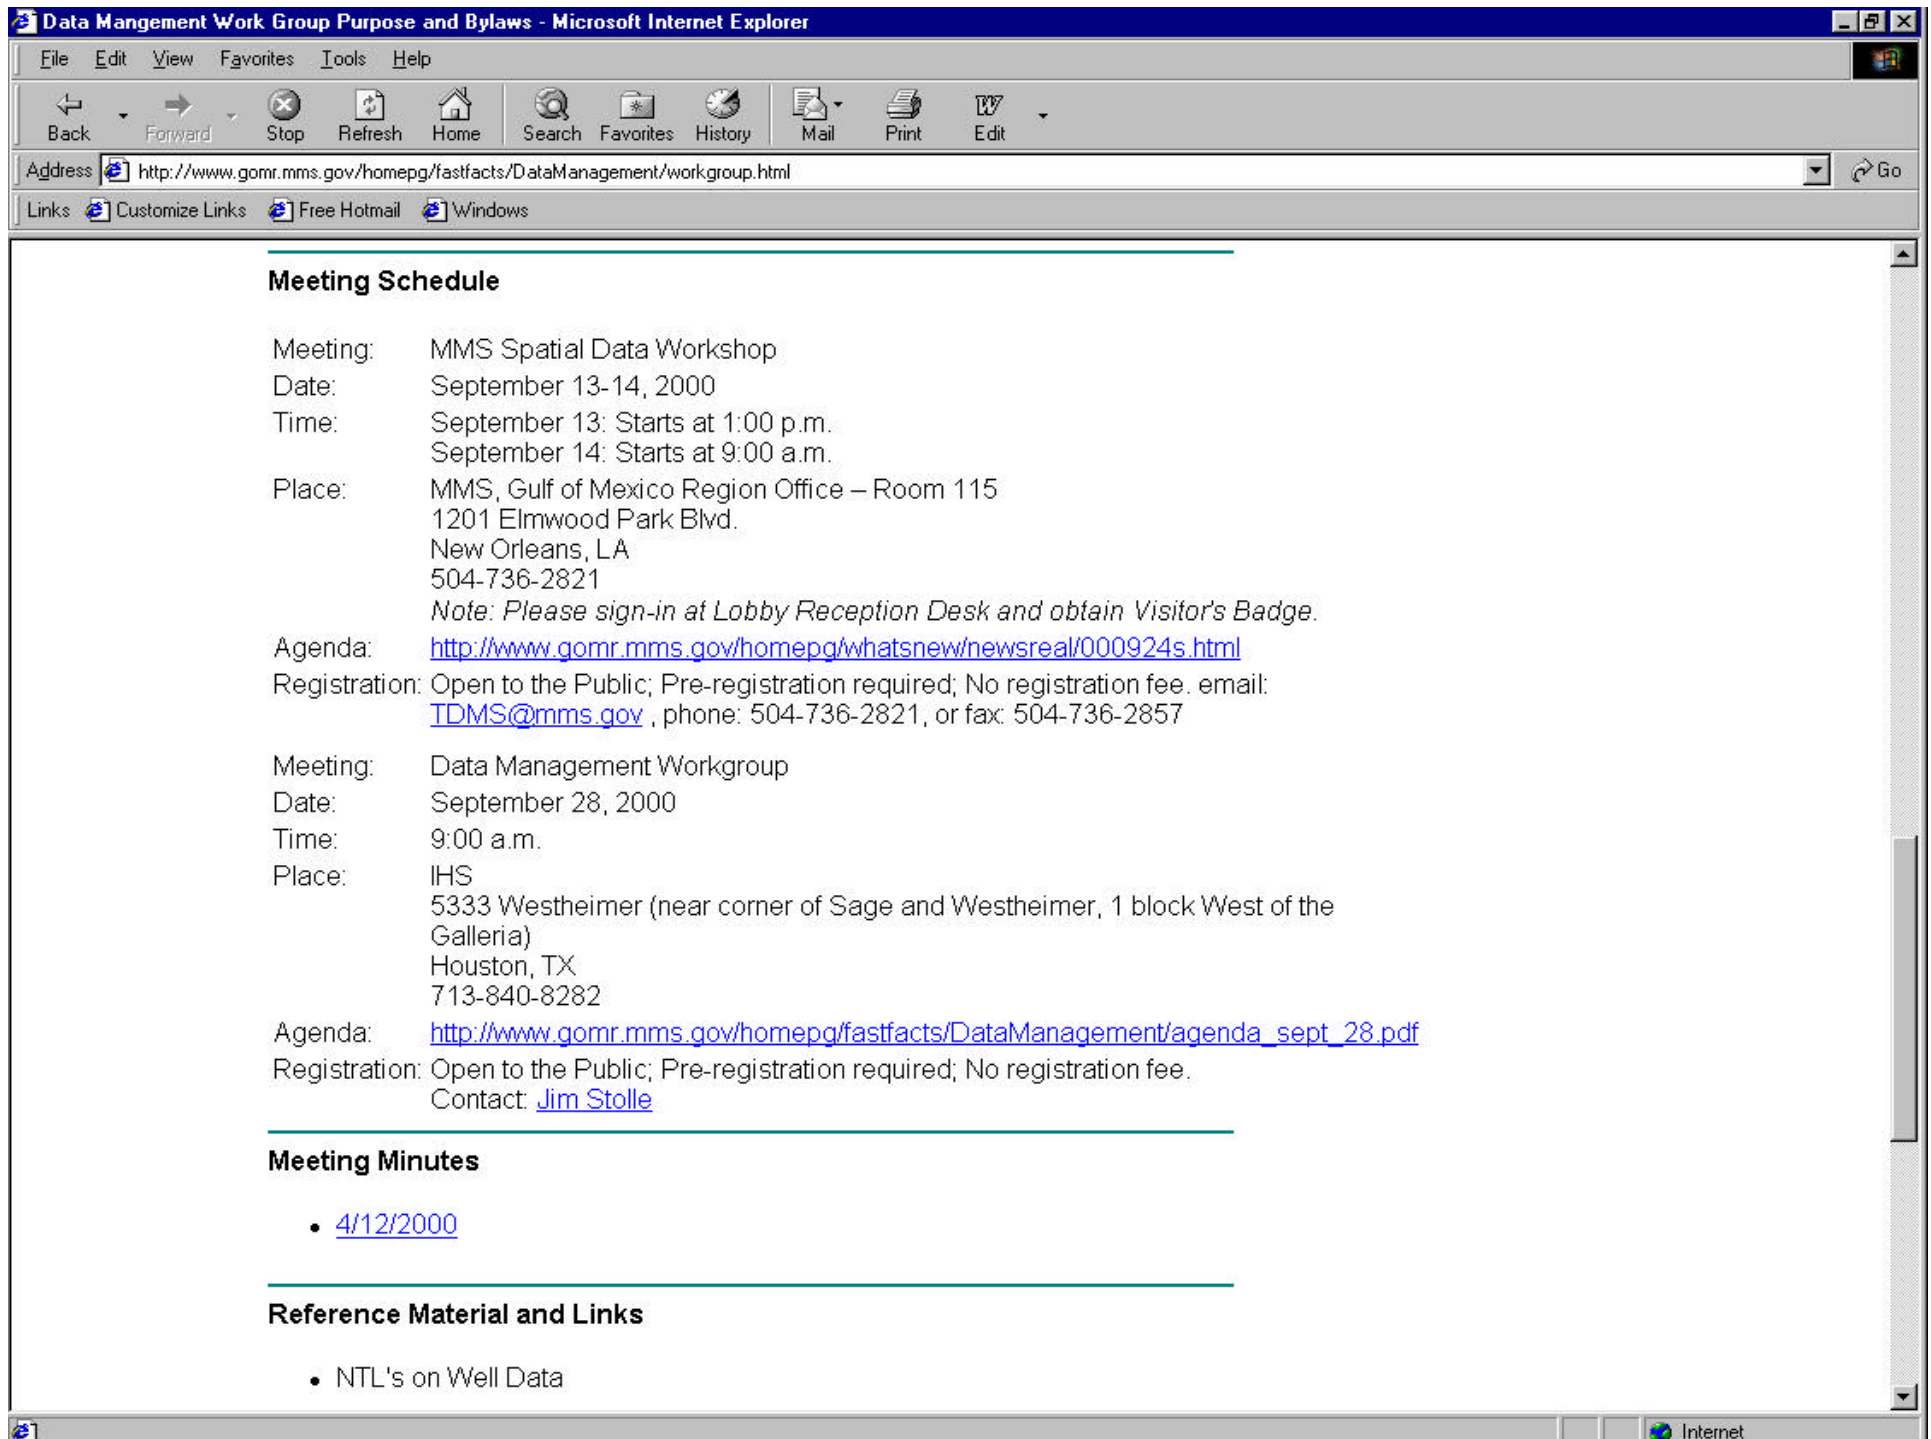 Data Mangement Work Group Purpose and Bylaws - Microsoft Internet Explorer
File Edit View Favorites Tools Help
Back Forward Stop Refresh Home Search Favorites History Mail Print Edit
Address http://www.gomr.mms.gov/homepg/fastfacts/DataManagement/workgroup.html Go
Links Customize Links Free Hotmail Windows
Meeting Schedule
Meeting: MMS Spatial Data Workshop
Date: September 13-14, 2000
Time: September 13: Starts at 1:00 p.m.
September 14: Starts at 9:00 a.m.
Place: MMS, Gulf of Mexico Region Office – Room 115
1201 Elmwood Park Blvd.
New Orleans, LA
504-736-2821
Note: Please sign-in at Lobby Reception Desk and obtain Visitor's Badge.
Agenda: http://www.gomr.mms.gov/homepg/whatsnew/newsreal/000924s.html
Registration: Open to the Public; Pre-registration required; No registration fee. email:
TDMS@mms.gov , phone: 504-736-2821, or fax: 504-736-2857
Meeting: Data Management Workgroup
Date: September 28, 2000
Time: 9:00 a.m.
Place: IHS
5333 Westheimer (near corner of Sage and Westheimer, 1 block West of the
Galleria)
Houston, TX
713-840-8282
Agenda: http://www.gomr.mms.gov/homepg/fastfacts/DataManagement/agenda_sept_28.pdf
Registration: Open to the Public; Pre-registration required; No registration fee.
Contact: Jim Stolle
Meeting Minutes
• 4/12/2000
Reference Material and Links
• NTL's on Well Data
Internet